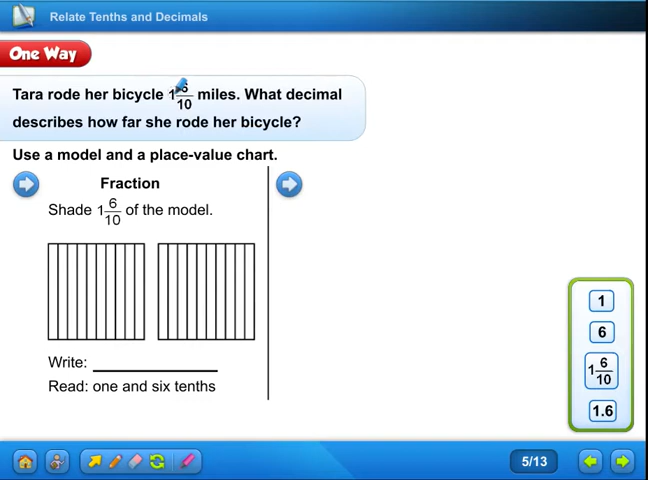 Relate Tenths and Decimals
One Way
Tara rode her bicycle 1 6/10 miles. What decimal
describes how far she rode her bicycle?
Use a model and a place-value chart.
Fraction
Shade 1 6/10 of the model.
Write:
Read: one and six tenths
1
6
1 6/10
1.6
5/13